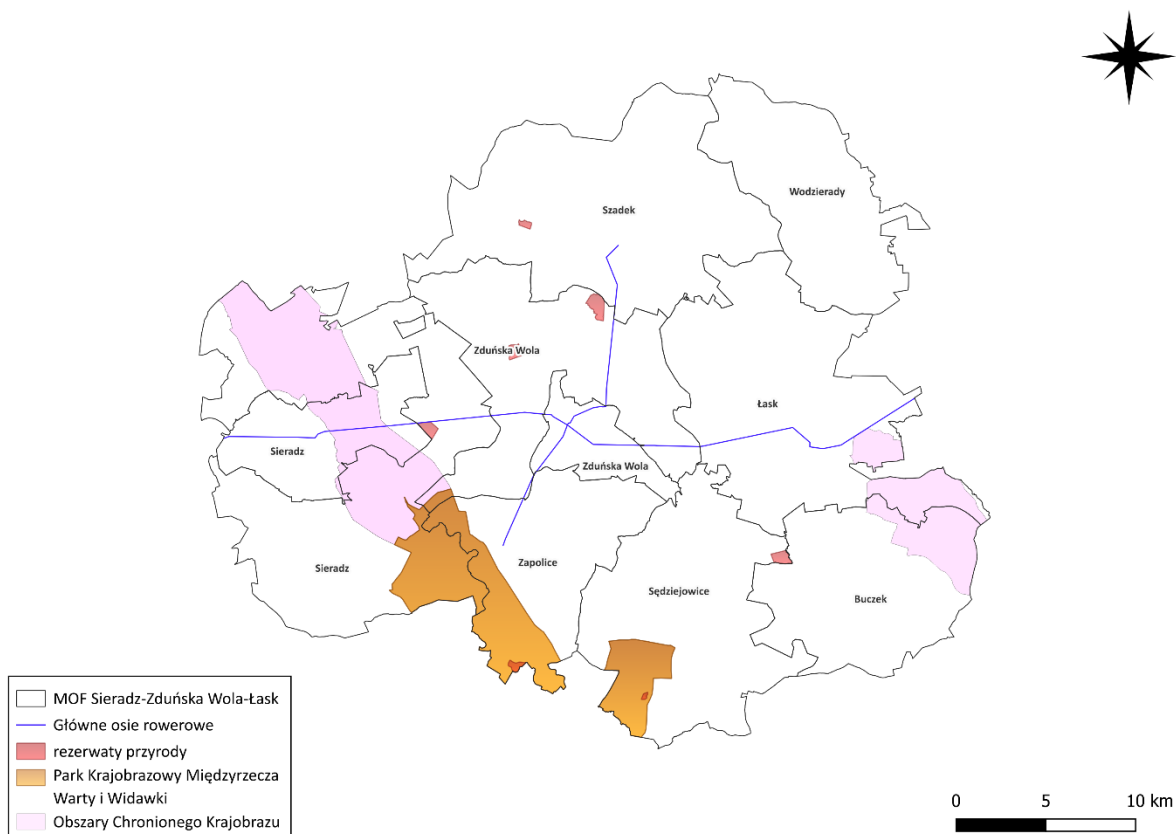 Wodzierady
Szadek
Zduńska Wola
Łask
Sieradz
Zduńska Wola
Zapolice
Sieradz
Sędziejowice
Buczek
MOF Sieradz-Zduńska Wola-Łask
Główne osie rowerowe
rezerwaty przyrody
Park Krajobrazowy Międzyrzecza
Warty i Widawki
Obszary Chronionego Krajobrazu
0 5 10 km